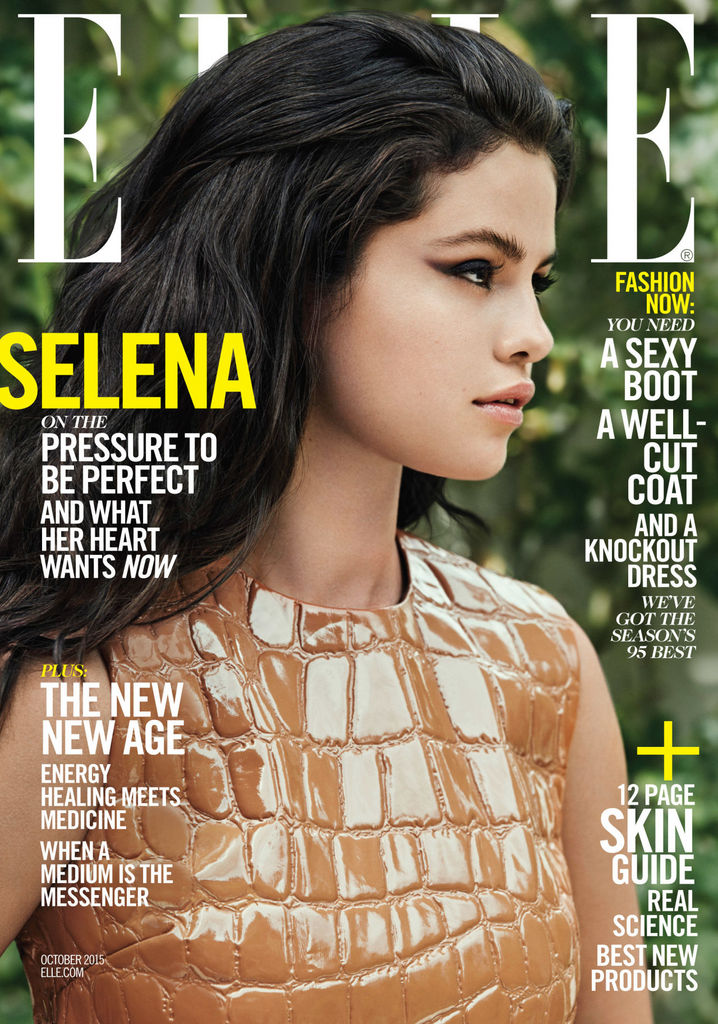 ELLE
®
SELENA
ON THE
PRESSURE TO
BE PERFECT
AND WHAT
HER HEART
WANTS NOW
PLUS:
THE NEW
NEW AGE
ENERGY
HEALING MEETS
MEDICINE
WHEN A
MEDIUM IS THE
MESSENGER
OCTOBER 2015
ELLE.COM
FASHION
NOW:
YOU NEED
A SEXY
BOOT
A WELL-
CUT
COAT
AND A
KNOCKOUT
DRESS
WE'VE
GOT THE
SEASON'S
95 BEST
+
12 PAGE
SKIN
GUIDE
REAL
SCIENCE
BEST NEW
PRODUCTS